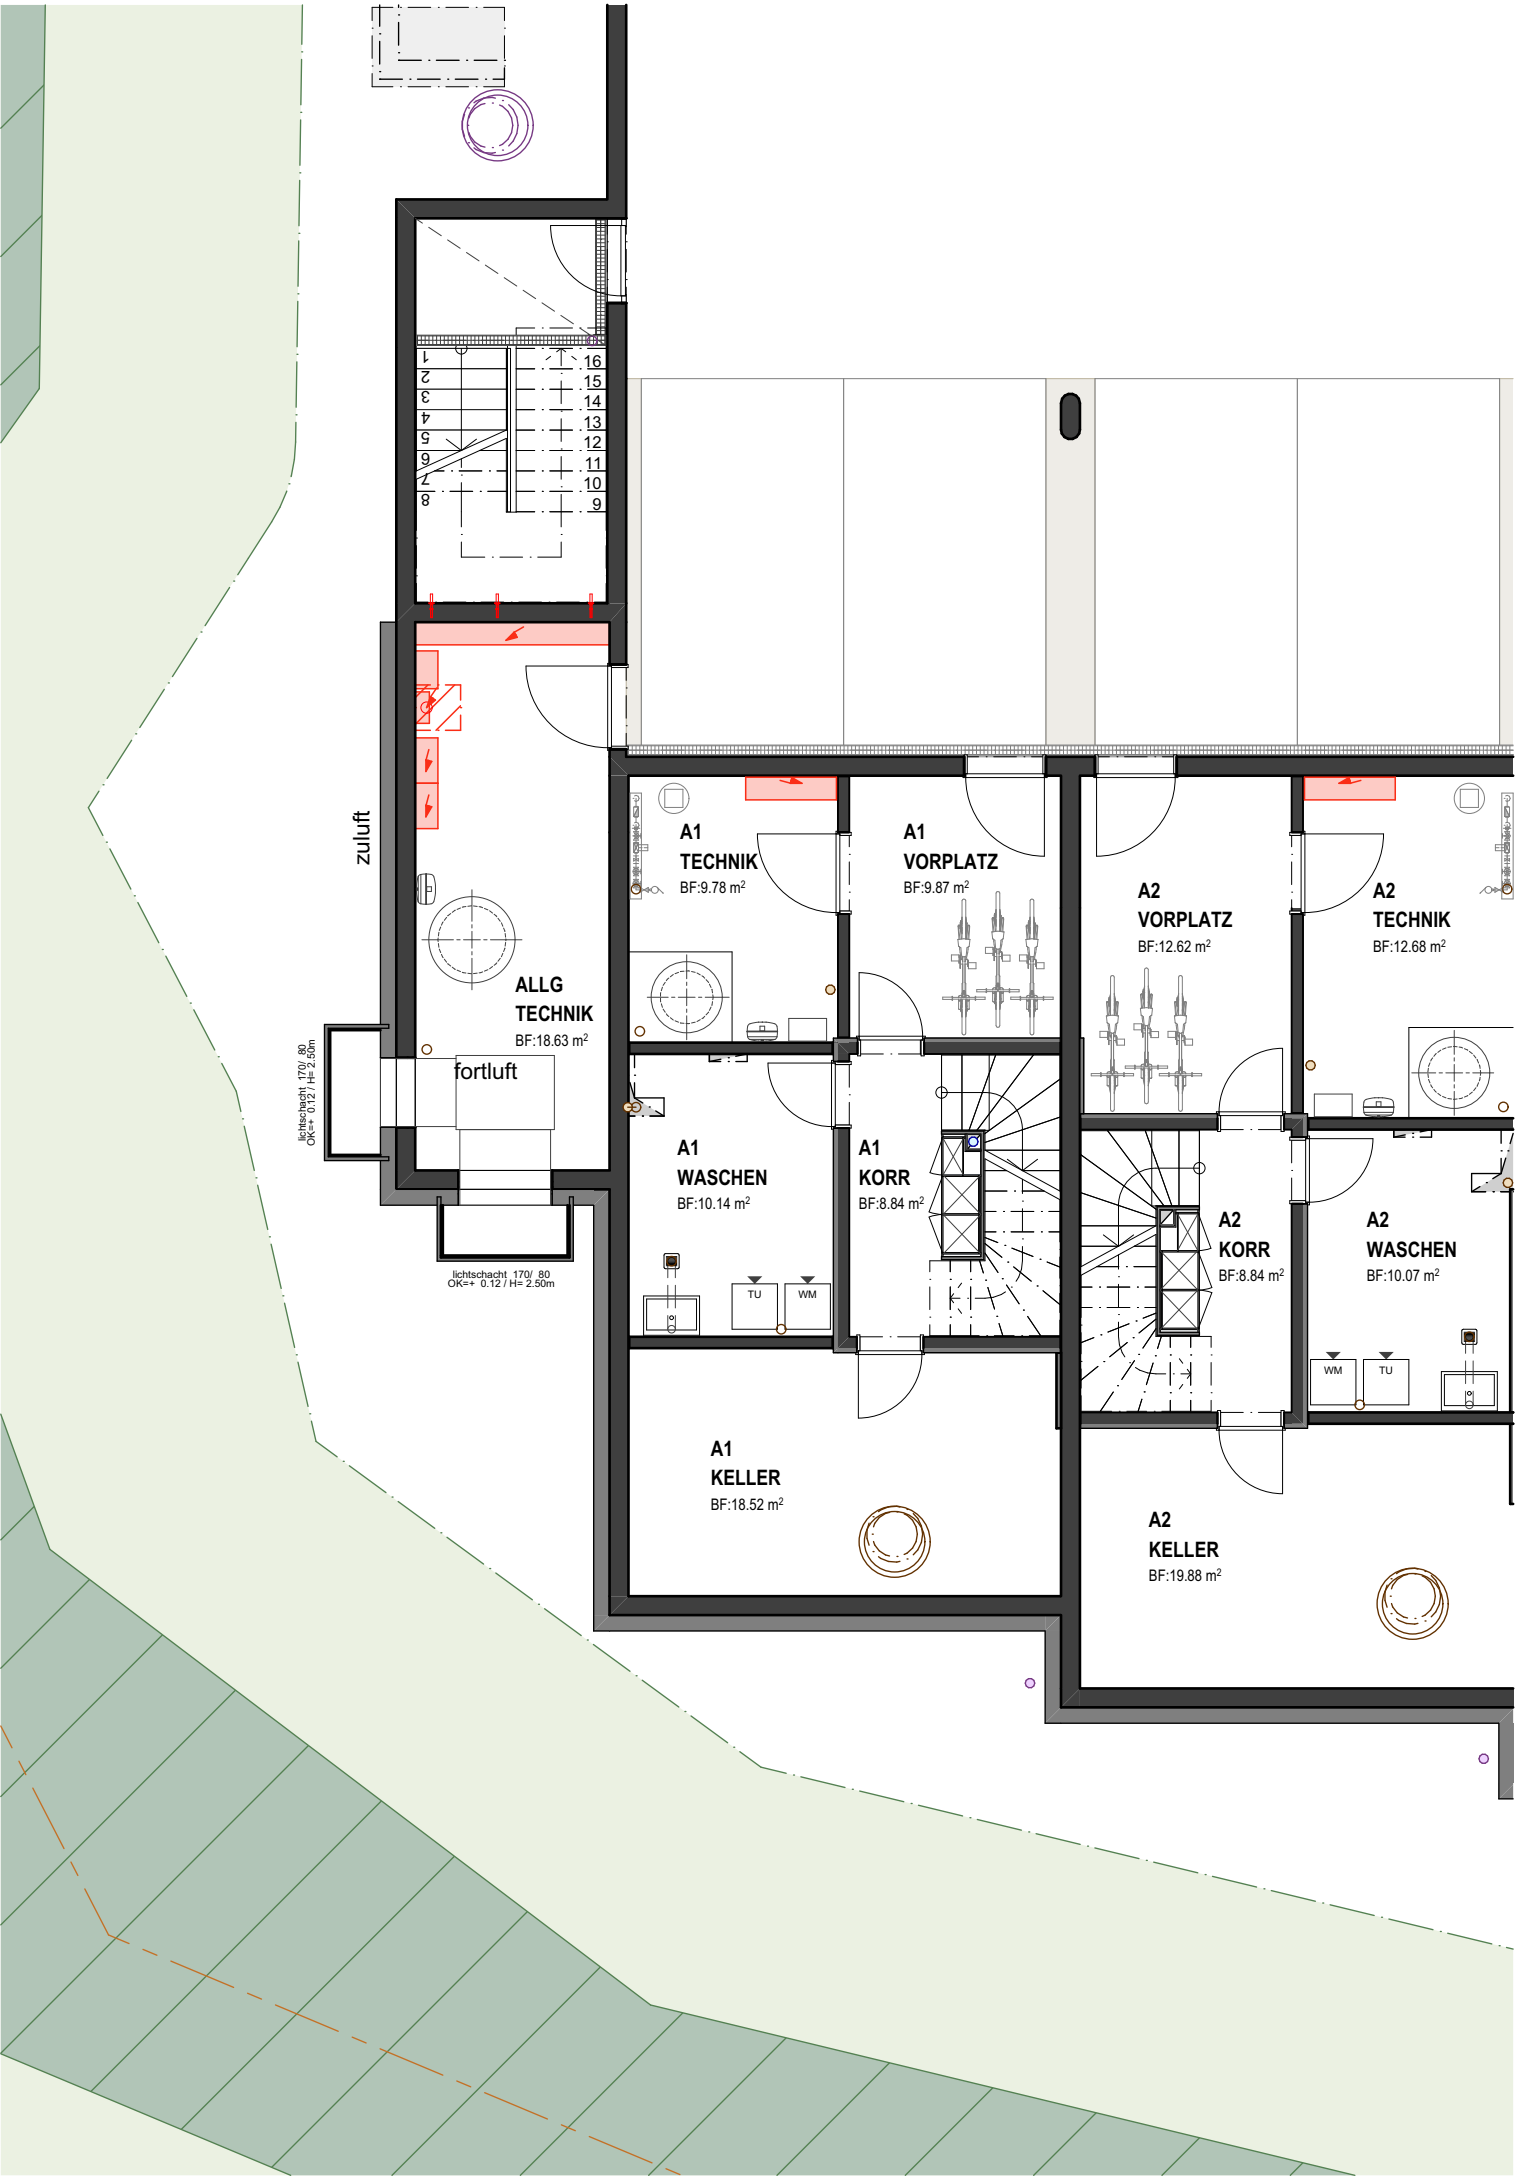 1
2
3
4
5
6
7
8
16
15
14
13
12
11
10
9
zuluft
A1
TECHNIK
BF:9.78 m²
A1
VORPLATZ
BF:9.87 m²
A2
VORPLATZ
BF:12.62 m²
A2
TECHNIK
BF:12.68 m²
ALLG
TECHNIK
BF:18.63 m²
fortluft
lichtschacht 170/ 80
OK=+ 0.12 / H= 2.50m
lichtschacht 170/ 80
OK=+ 0.12 / H= 2.50m
A1
WASCHEN
BF:10.14 m²
TU
WM
A1
KORR
BF:8.84 m²
A2
KORR
BF:8.84 m²
A2
WASCHEN
BF:10.07 m²
WM
TU
A1
KELLER
BF:18.52 m²
A2
KELLER
BF:19.88 m²